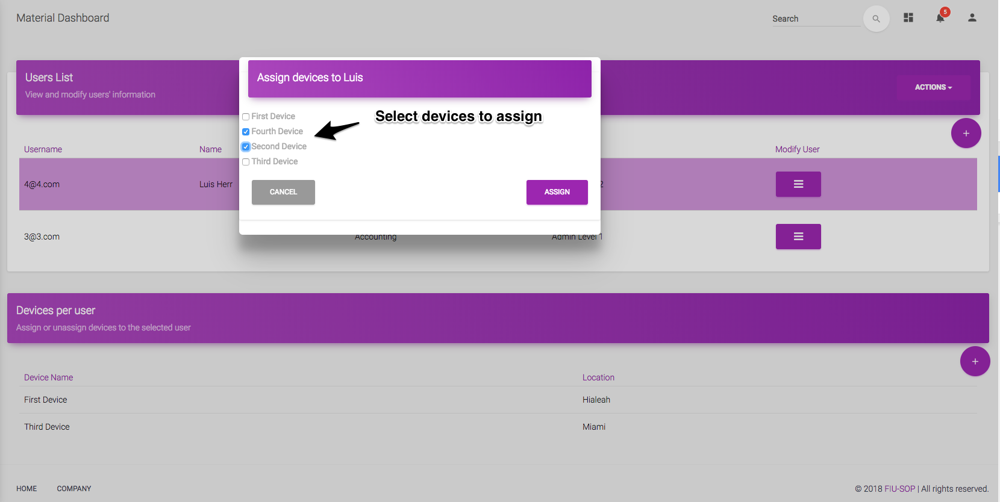 Material Dashboard
Search
5
Users List
View and modify users' information
ACTIONS
Assign devices to Luis
First Device
Fourth Device
Second Device
Third Device
Select devices to assign
CANCEL
ASSIGN
Username Name Modify User
4@4.com Luis Herr 2
3@3.com Accounting Admin Level 1
Devices per user
Assign or unassign devices to the selected user
Device Name Location
First Device Hialeah
Third Device Miami
HOME COMPANY © 2018 FIU-SOP | All rights reserved.